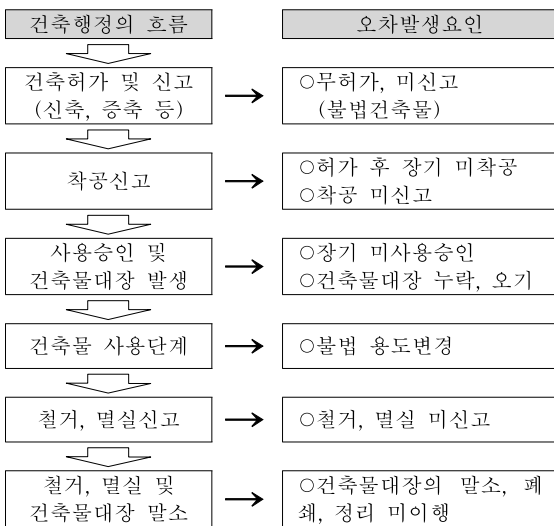 건축행정의 흐름
오차발생요인
건축허가 및 신고
(신축, 증축 등)
○무허가, 미신고
(불법건축물)
착공신고
○허가 후 장기 미착공
○착공 미신고
사용승인 및
건축물대장 발생
○장기 미사용승인
○건축물대장 누락, 오기
건축물 사용단계
○불법 용도변경
철거, 멸실신고
○철거, 멸실 미신고
철거, 멸실 및
건축물대장 말소
○건축물대장의 말소, 폐
쇄, 정리 미이행